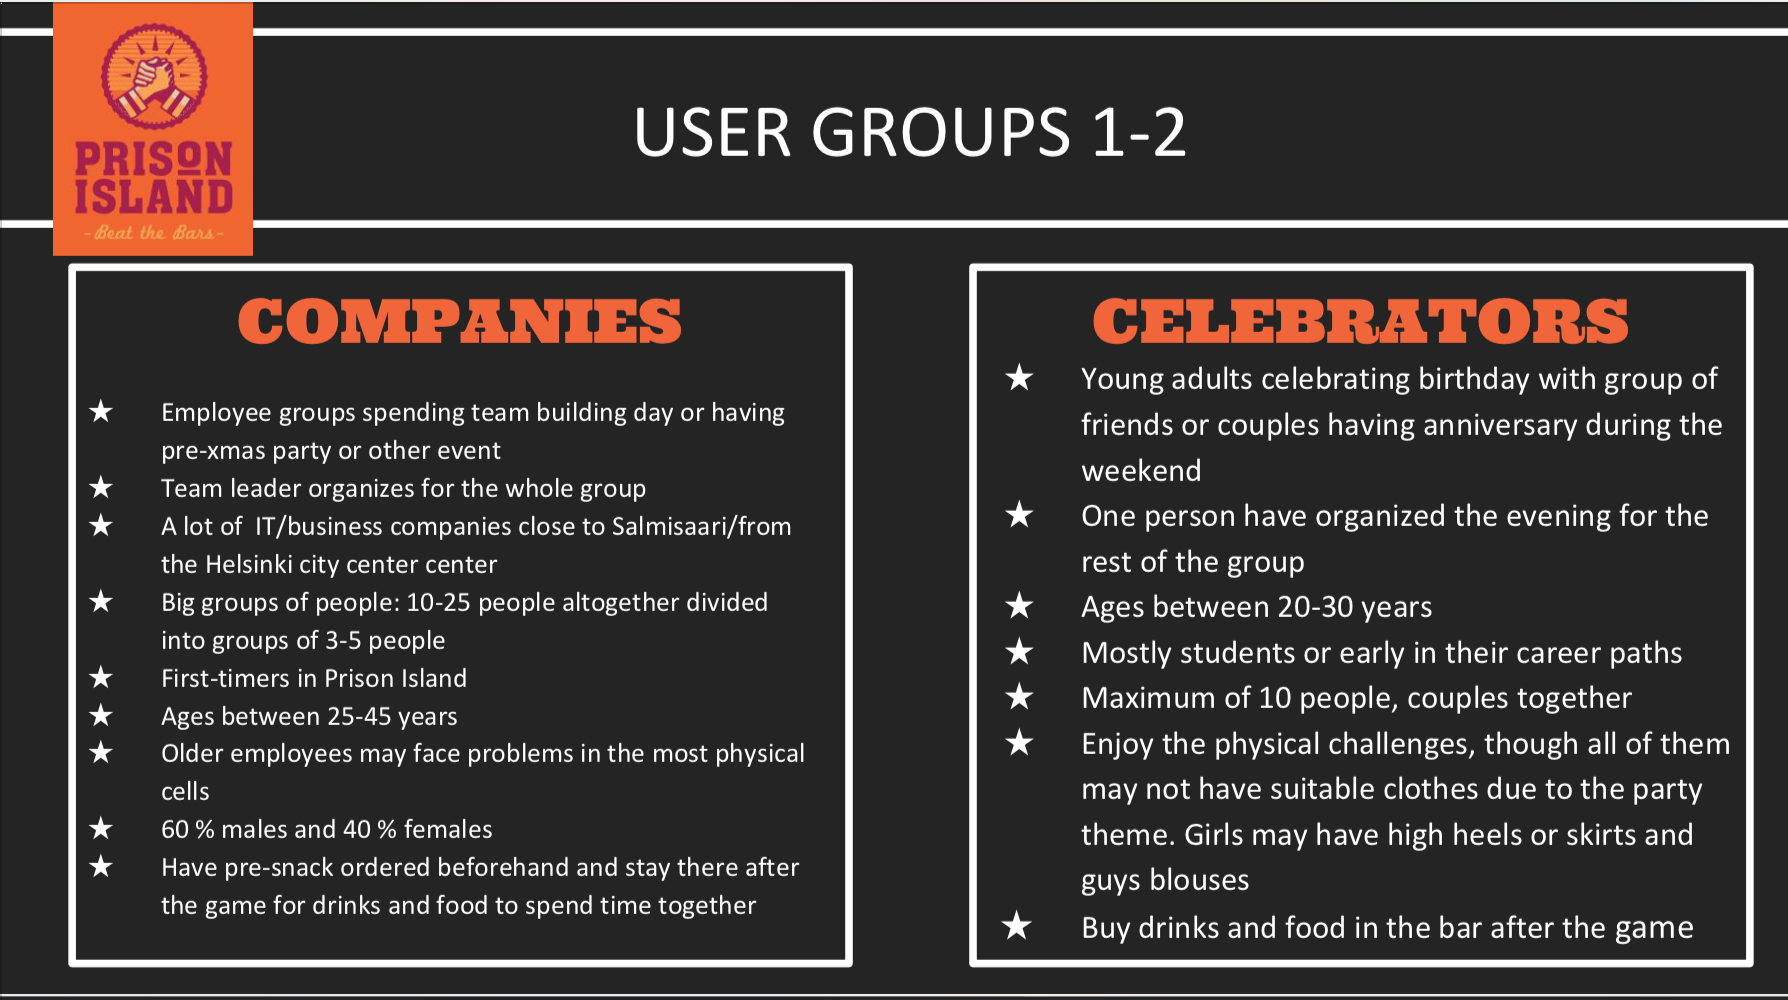 PRISON
ISLAND
-Beat the Bars-
USER GROUPS 1-2
COMPANIES
★ Employee groups spending team building day or having
pre-xmas party or other event
★ Team leader organizes for the whole group
★ A lot of  IT/business companies close to Salmisaari/from
the Helsinki city center center
★ Big groups of people: 10-25 people altogether divided
into groups of 3-5 people
★ First-timers in Prison Island
★ Ages between 25-45 years
★ Older employees may face problems in the most physical
cells
★ 60 % males and 40 % females
★ Have pre-snack ordered beforehand and stay there after
the game for drinks and food to spend time together
CELEBRATORS
★ Young adults celebrating birthday with group of
friends or couples having anniversary during the
weekend
★ One person have organized the evening for the
rest of the group
★ Ages between 20-30 years
★ Mostly students or early in their career paths
★ Maximum of 10 people, couples together
★ Enjoy the physical challenges, though all of them
may not have suitable clothes due to the party
theme. Girls may have high heels or skirts and
guys blouses
★ Buy drinks and food in the bar after the game